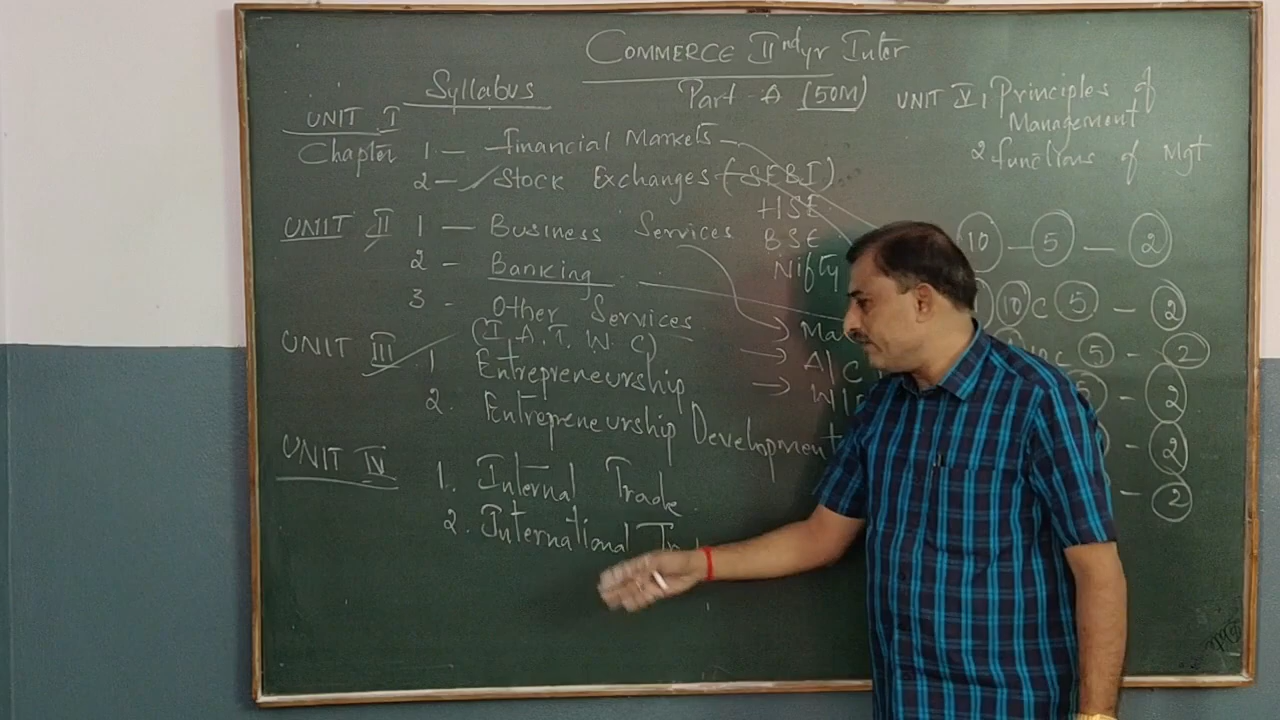 COMMERCE IInd yr Inter
Syllabus
Part - A (50M)
UNIT I
Chapter 1 — Financial Markets
2 — Stock Exchanges (SEBI)
HSE
BSE
Nifty
UNIT II 1 — Business Services
2 - Banking
3 - Other Services
(I. A. T. W. C)
UNIT III 1 Entrepreneurship
2. Entrepreneurship Development
UNIT IV
1. Internal Trade
2. International
UNIT V, Principles of
Management
2 functions of Mgt
10 - 5 - 2
10 C 5 - 2
5 - 2
- 2
- 2
- 2